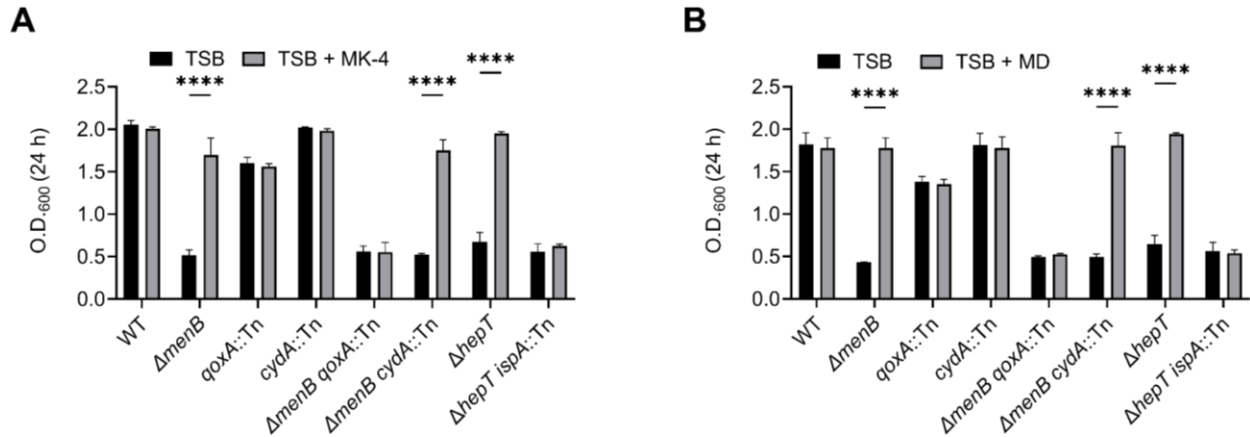 A
TSB TSB + MK-4
**** **** ****
2.5
2.0
1.5
1.0
0.5
0.0
O.D.600 (24 h)
WT
ΔmenB
qoxA::Tn
cydA::Tn
ΔmenB qoxA::Tn
ΔmenB cydA::Tn
ΔhepT
ΔhepT ispA::Tn
B
TSB TSB + MD
**** **** ****
2.5
2.0
1.5
1.0
0.5
0.0
O.D.600 (24 h)
WT
ΔmenB
qoxA::Tn
cydA::Tn
ΔmenB qoxA::Tn
ΔmenB cydA::Tn
ΔhepT
ΔhepT ispA::Tn